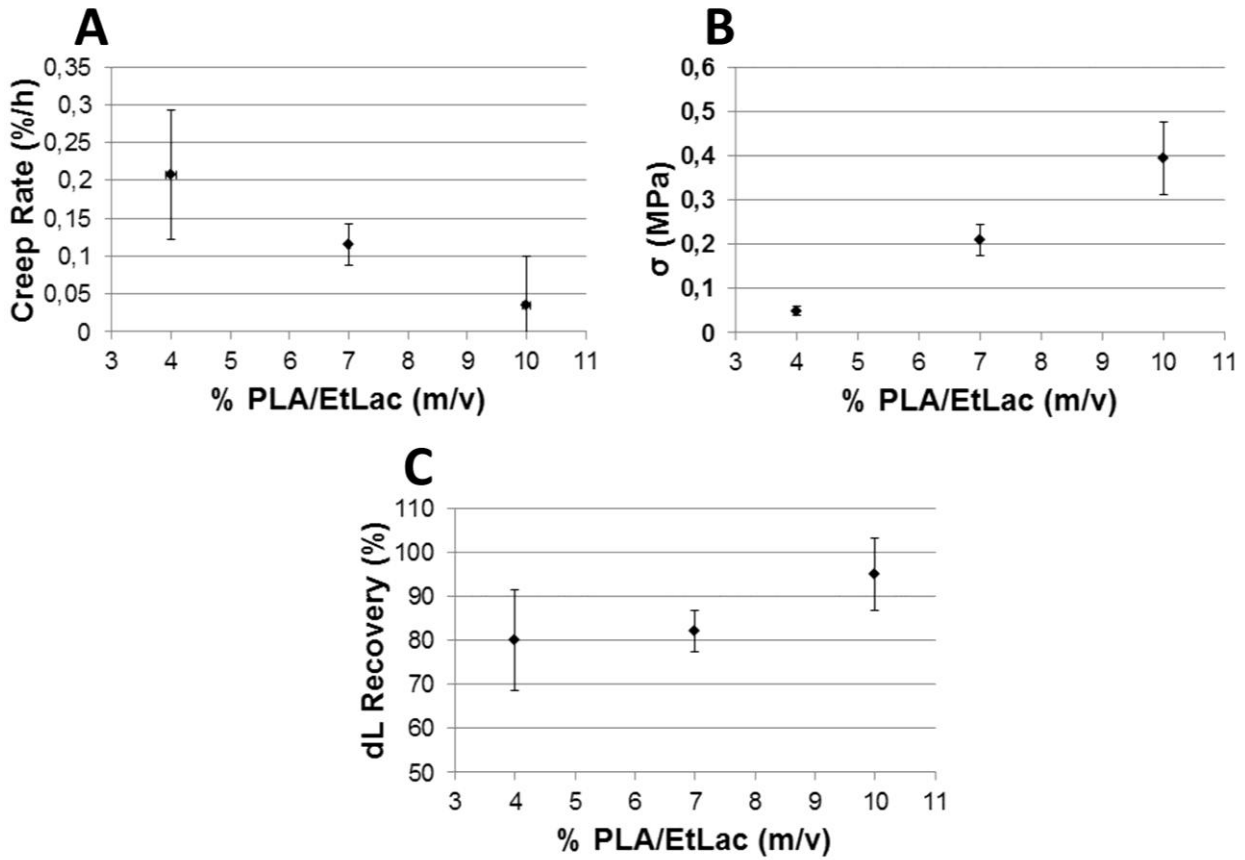 A
Creep Rate (%/h)
0,35
0,3
0,25
0,2
0,15
0,1
0,05
0
3 4 5 6 7 8 9 10 11
% PLA/EtLac (m/v)
B
σ (MPa)
0,6
0,5
0,4
0,3
0,2
0,1
0
3 4 5 6 7 8 9 10 11
% PLA/EtLac (m/v)
C
dL Recovery (%)
110
100
90
80
70
60
50
3 4 5 6 7 8 9 10 11
% PLA/EtLac (m/v)